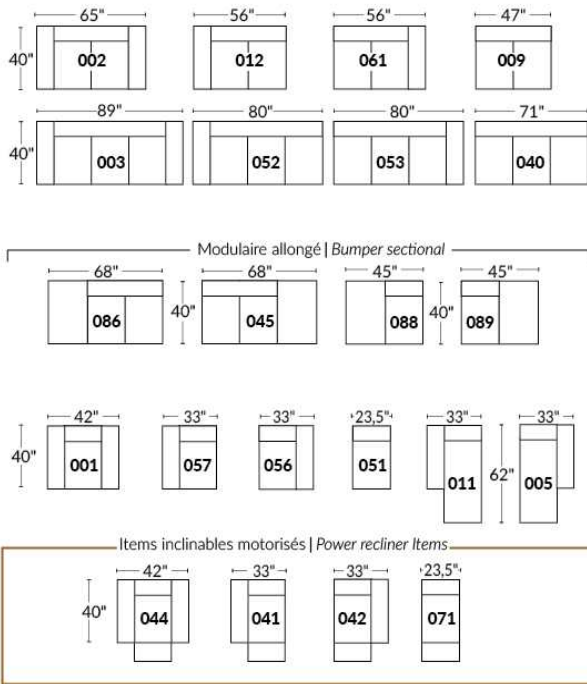 65" 56" 56" 47"
40" 002 012 061 009
89" 80" 80" 71"
40" 003 052 053 040
Modulaire allongé | Bumper sectional
68" 68" 45" 45"
086 40" 045 088 40" 089
42" 33" 33" 23,5" 33" 33"
40" 001 057 056 051 011 62" 005
Items inclinables motorisés | Power recliner Items
42" 33" 33" 23,5"
40" 044 041 042 071